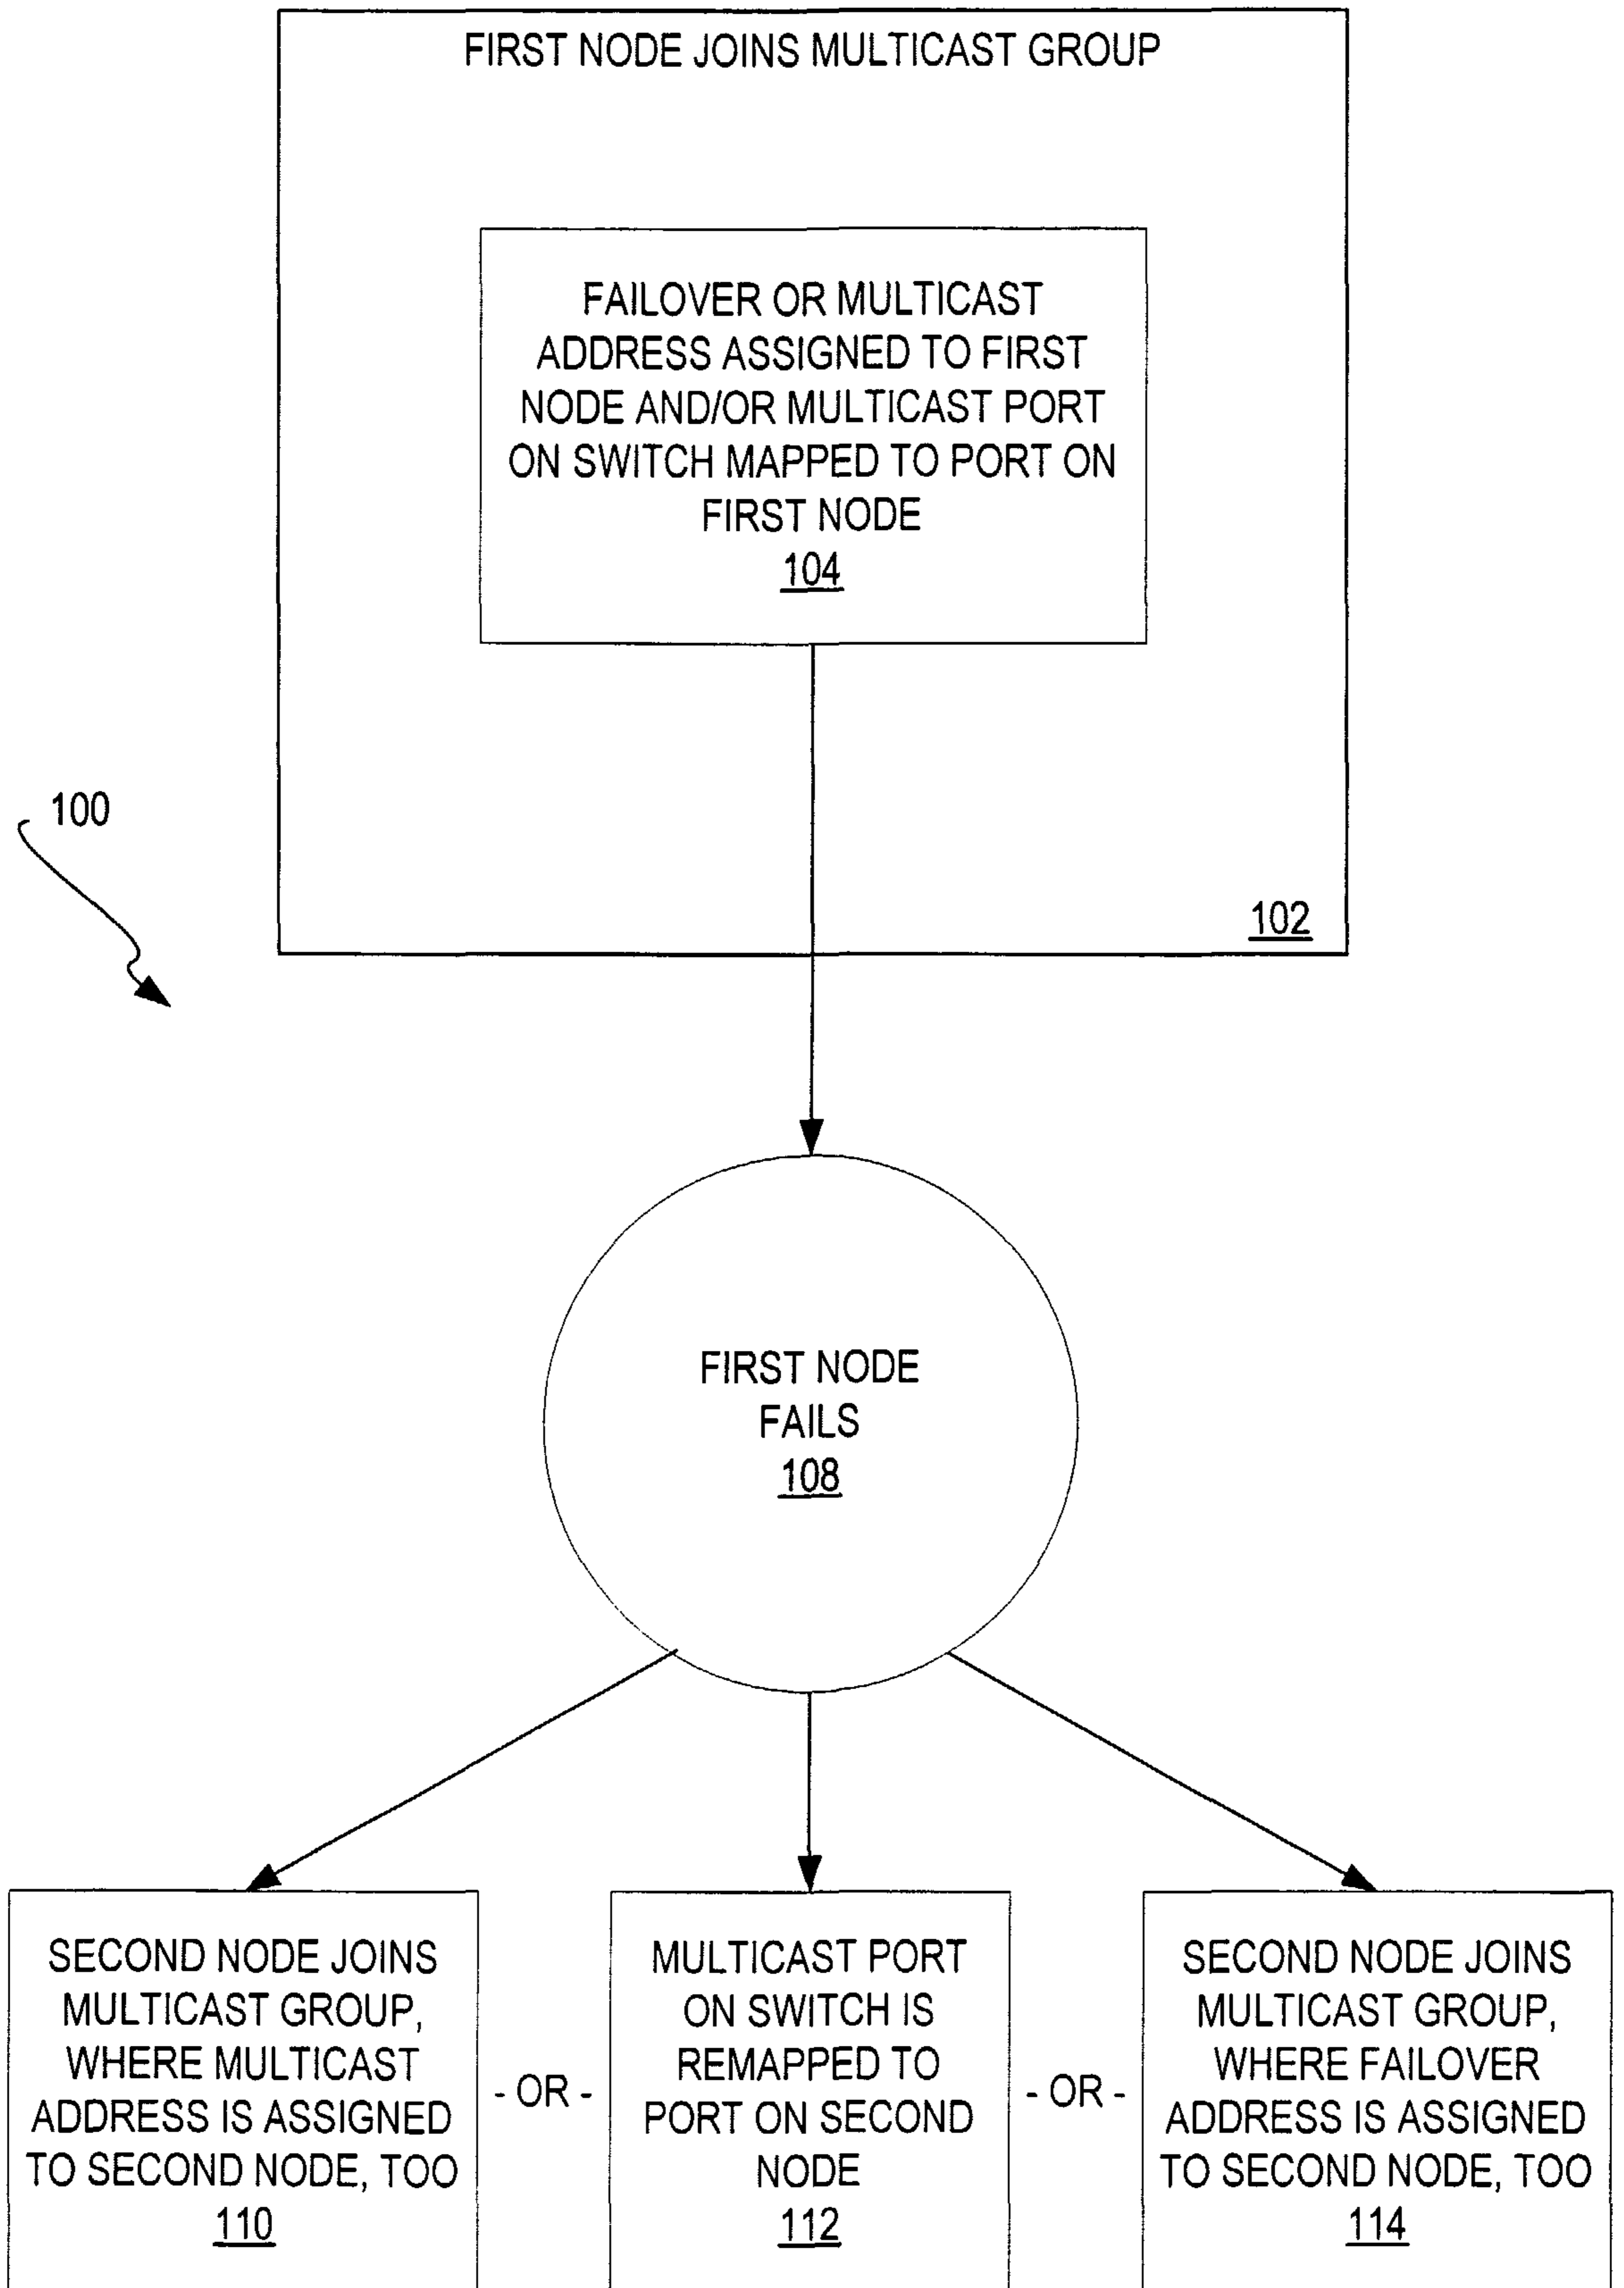 FIRST NODE JOINS MULTICAST GROUP
FAILOVER OR MULTICAST
ADDRESS ASSIGNED TO FIRST
NODE AND/OR MULTICAST PORT
ON SWITCH MAPPED TO PORT ON
FIRST NODE
104
100
102
FIRST NODE
FAILS
108
SECOND NODE JOINS
MULTICAST GROUP,
WHERE MULTICAST
ADDRESS IS ASSIGNED
TO SECOND NODE, TOO
110
- OR -
MULTICAST PORT
ON SWITCH IS
REMAPPED TO
PORT ON SECOND
NODE
112
- OR -
SECOND NODE JOINS
MULTICAST GROUP,
WHERE FAILOVER
ADDRESS IS ASSIGNED
TO SECOND NODE, TOO
114